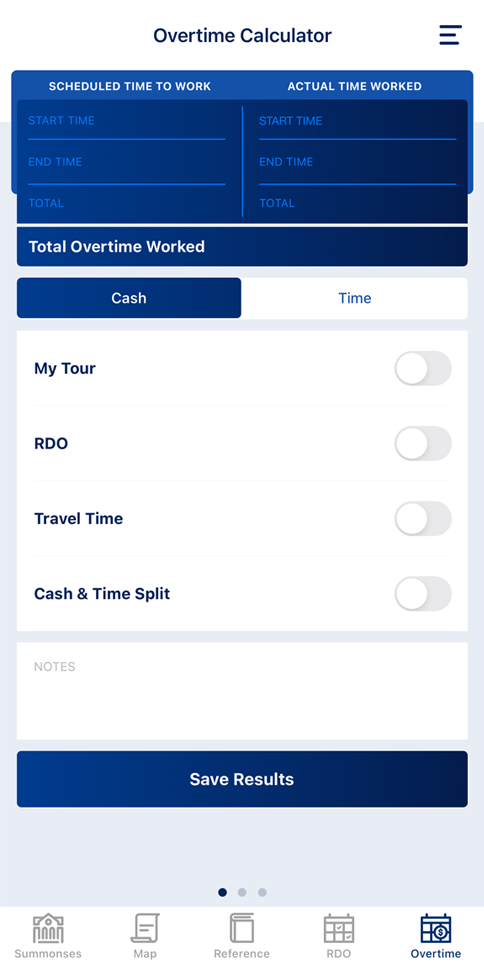 Overtime Calculator
SCHEDULED TIME TO WORK
ACTUAL TIME WORKED
START TIME
START TIME
END TIME
END TIME
TOTAL
TOTAL
Total Overtime Worked
Cash
Time
My Tour
RDO
Travel Time
Cash & Time Split
NOTES
Save Results
Summonses
Map
Reference
RDO
Overtime